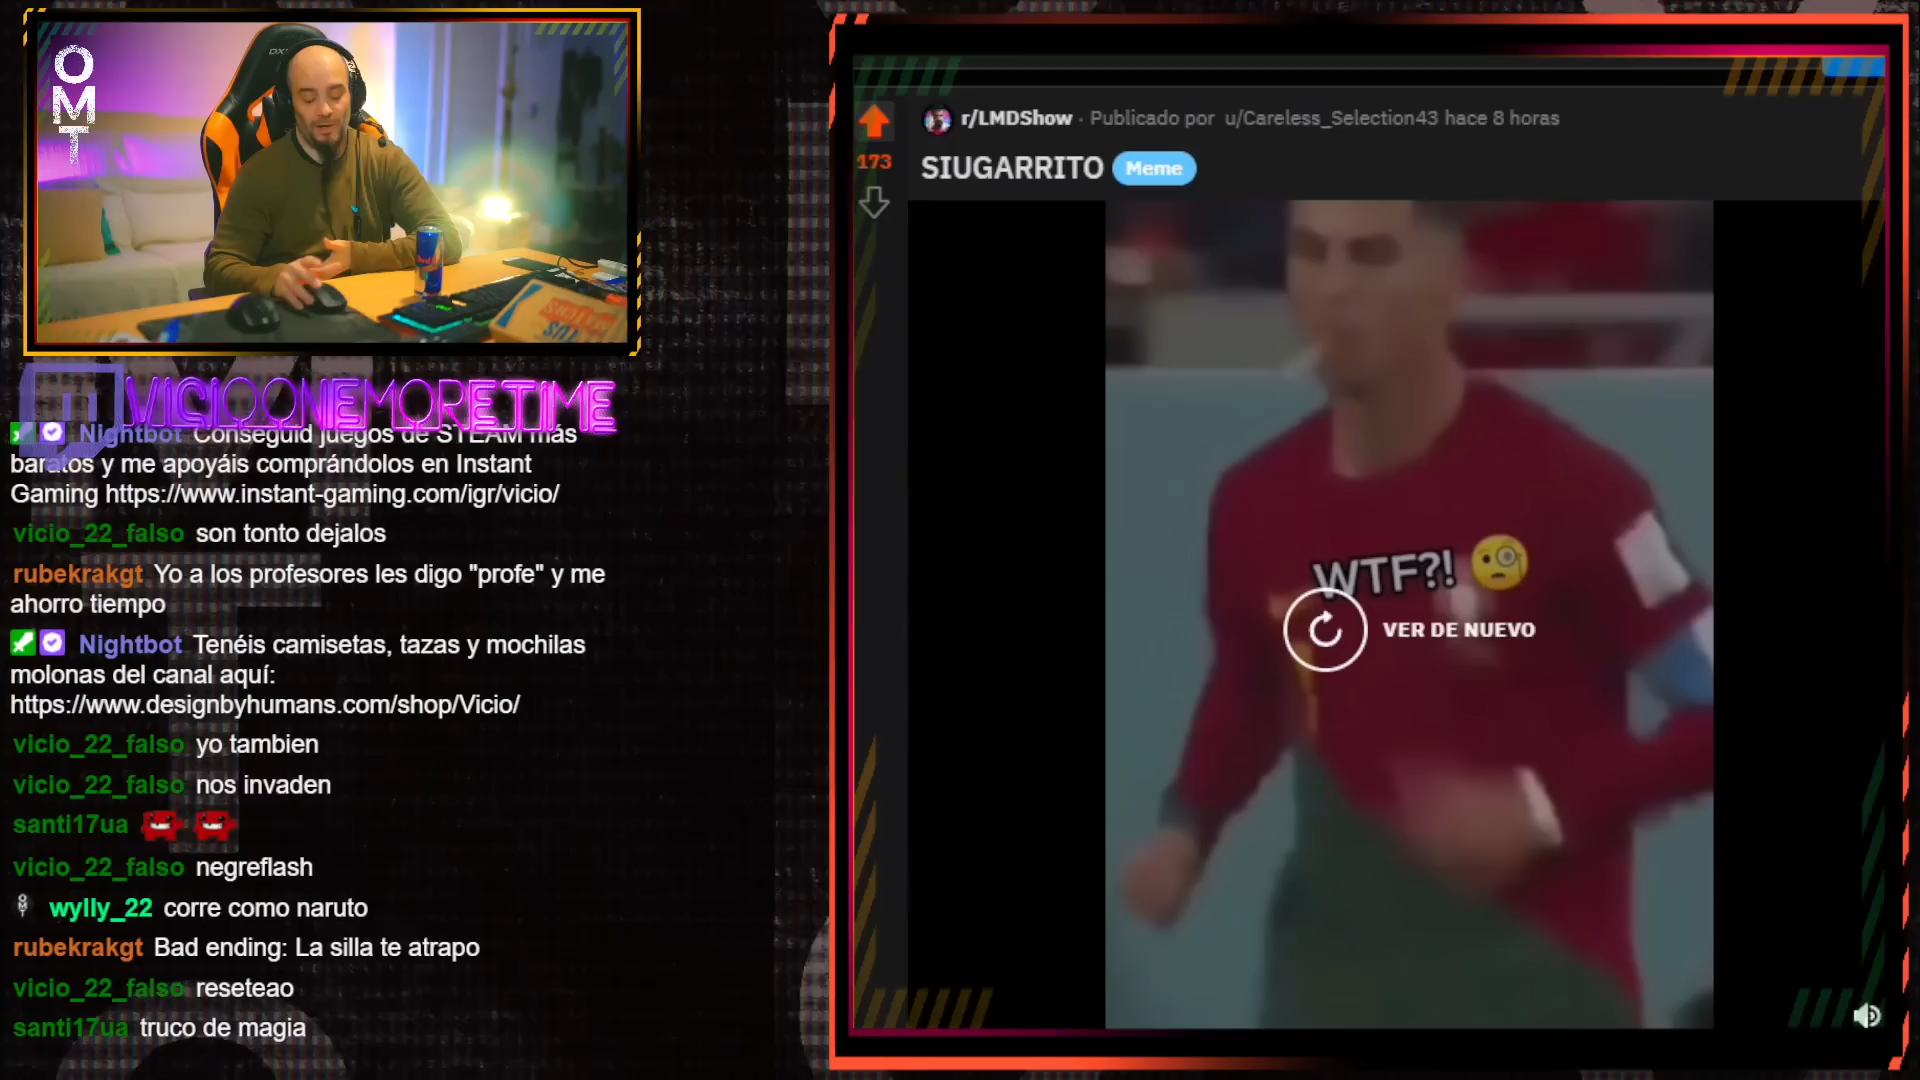 OMT
DX
Red Bull
VICIOONEMORETIME
Nightbot Conseguid juegos de STEAM más
baratos y me apoyáis comprándolos en Instant
Gaming https://www.instant-gaming.com/igr/vicio/
vicio_22_falso son tonto dejalos
rubekrakgt Yo a los profesores les digo "profe" y me
ahorro tiempo
Nightbot Tenéis camisetas, tazas y mochilas
molonas del canal aquí:
https://www.designbyhumans.com/shop/Vicio/
vicio_22_falso yo tambien
vicio_22_falso nos invaden
santi17ua
vicio_22_falso negreflash
wylly_22 corre como naruto
rubekrakgt Bad ending: La silla te atrapo
vicio_22_falso reseteao
santi17ua truco de magia
r/LMDShow · Publicado por u/Careless_Selection43 hace 8 horas
173
SIUGARRITO Meme
WTF?!
VER DE NUEVO